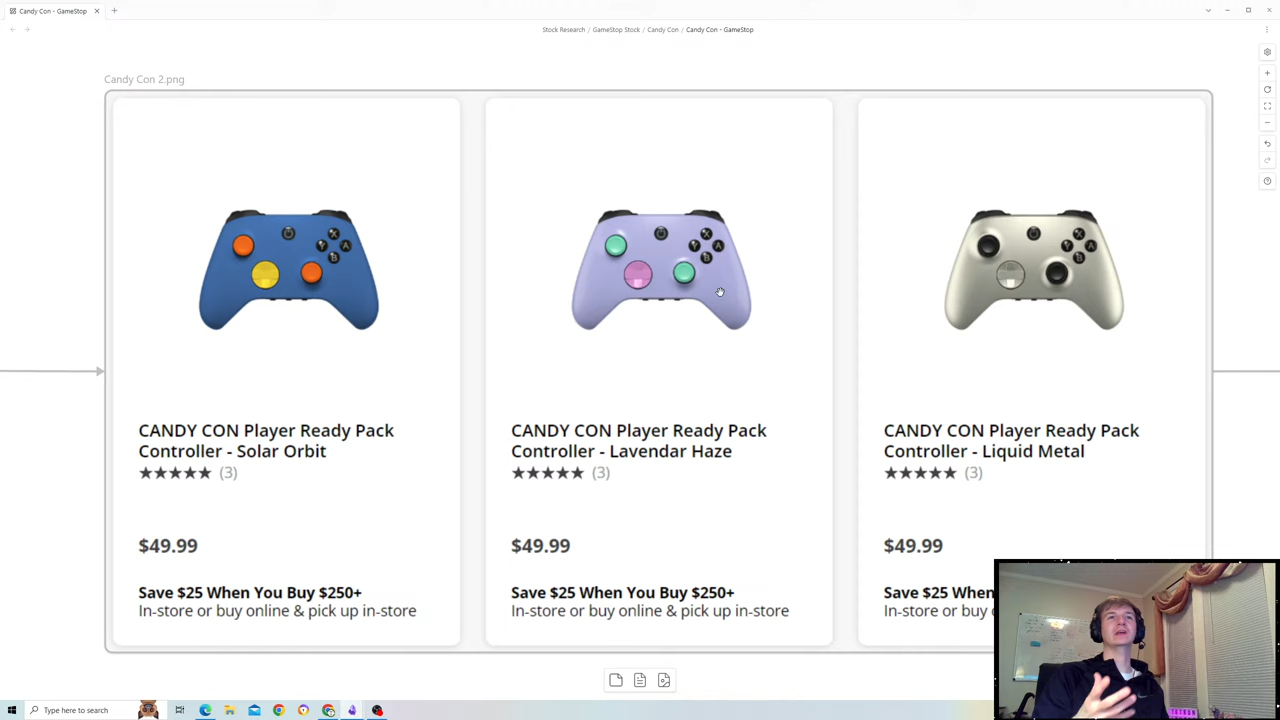 Candy Con - GameStop
Stock Research / GameStop Stock / Candy Con / Candy Con - GameStop
Candy Con 2.png
X
Y A
B
X
Y A
B
X
Y A
B
CANDY CON Player Ready Pack
Controller - Solar Orbit
★★★★★ (3)
$49.99
Save $25 When You Buy $250+
In-store or buy online & pick up in-store
CANDY CON Player Ready Pack
Controller - Lavendar Haze
★★★★★ (3)
$49.99
Save $25 When You Buy $250+
In-store or buy online & pick up in-store
CANDY CON Player Ready Pack
Controller - Liquid Metal
★★★★★ (3)
$49.99
Save $25 When
In-store or buy
Type here to search